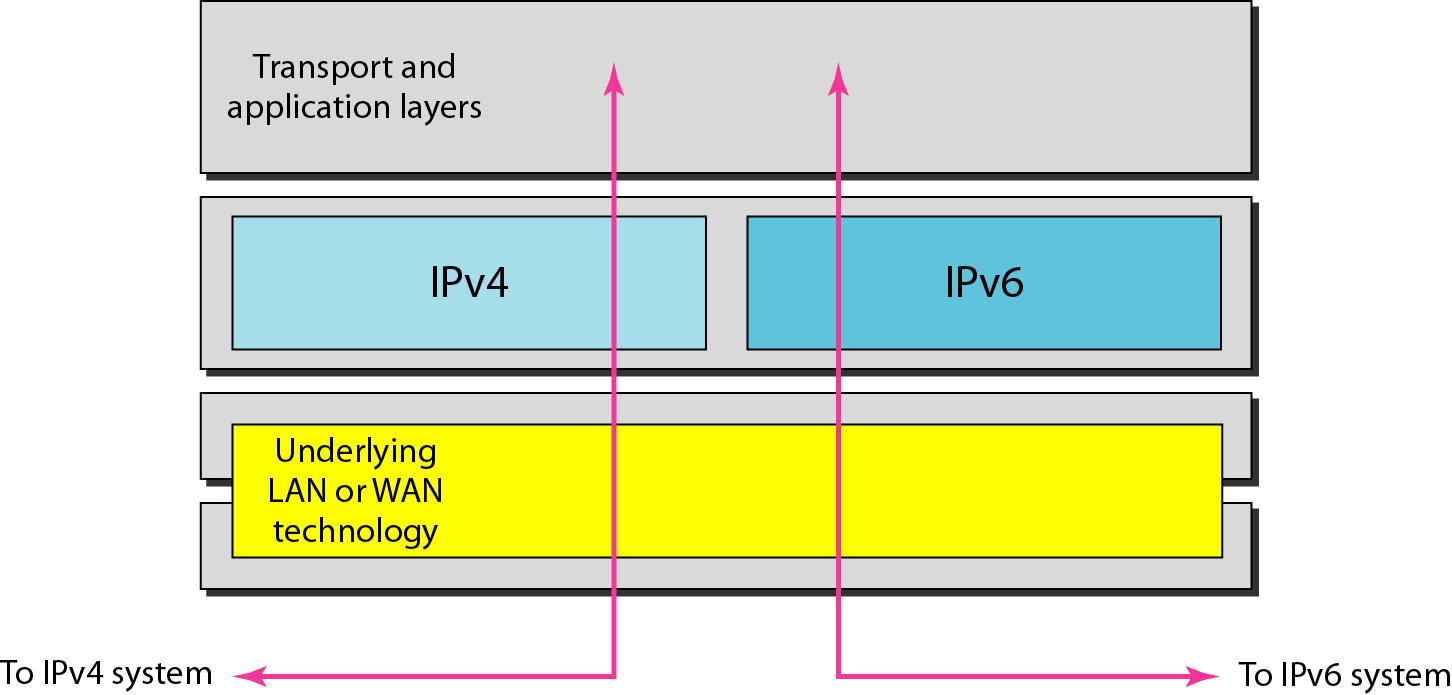 Transport and
application layers
IPv4
IPv6
Underlying
LAN or WAN
technology
To IPv4 system
To IPv6 system